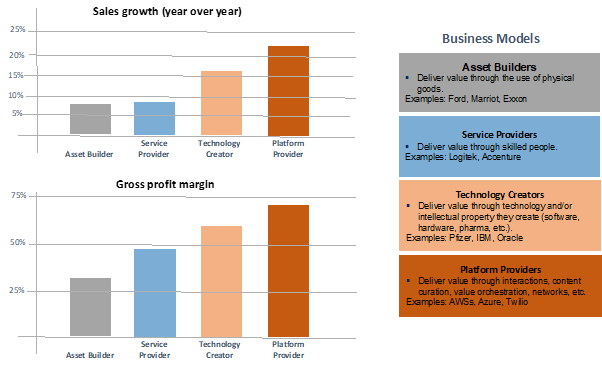 Sales growth (year over year)
25%
20%
15%
10%
5%
Asset Builder
Service
Provider
Technology
Creator
Platform
Provider
Gross profit margin
75%
50%
25%
Asset Builder
Service
Provider
Technology
Creator
Platform
Provider
Business Models
Asset Builders
▪ Deliver value through the use of physical
goods.
Examples: Ford, Marriot, Exxon
Service Providers
▪ Deliver value through skilled people.
Examples: Logitek, Accenture
Technology Creators
▪ Deliver value through technology and/or
intellectual property they create (software,
hardware, pharma, etc.).
Examples: Pfizer, IBM, Oracle
Platform Providers
▪ Deliver value through interactions, content
curation, value orchestration, networks, etc.
Examples: AWSs, Azure, Twilio